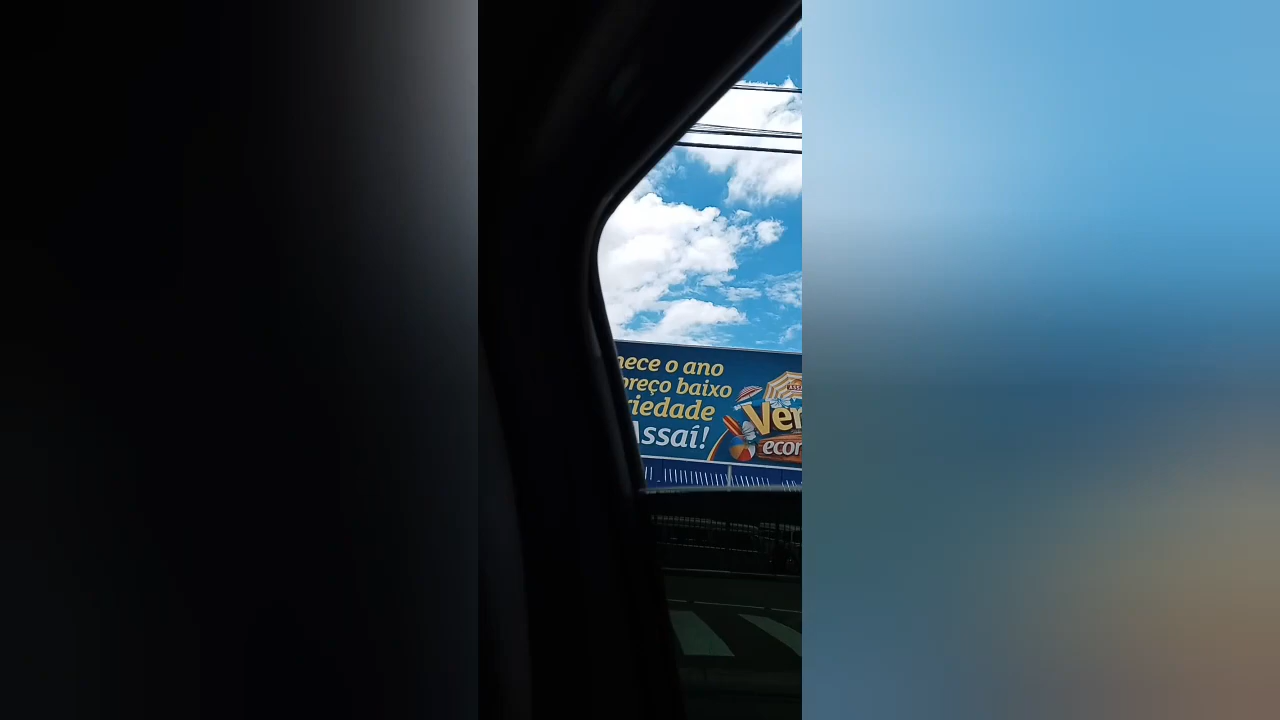 nece o ano
preço baixo
riedade
Assaí!
Ver
econ